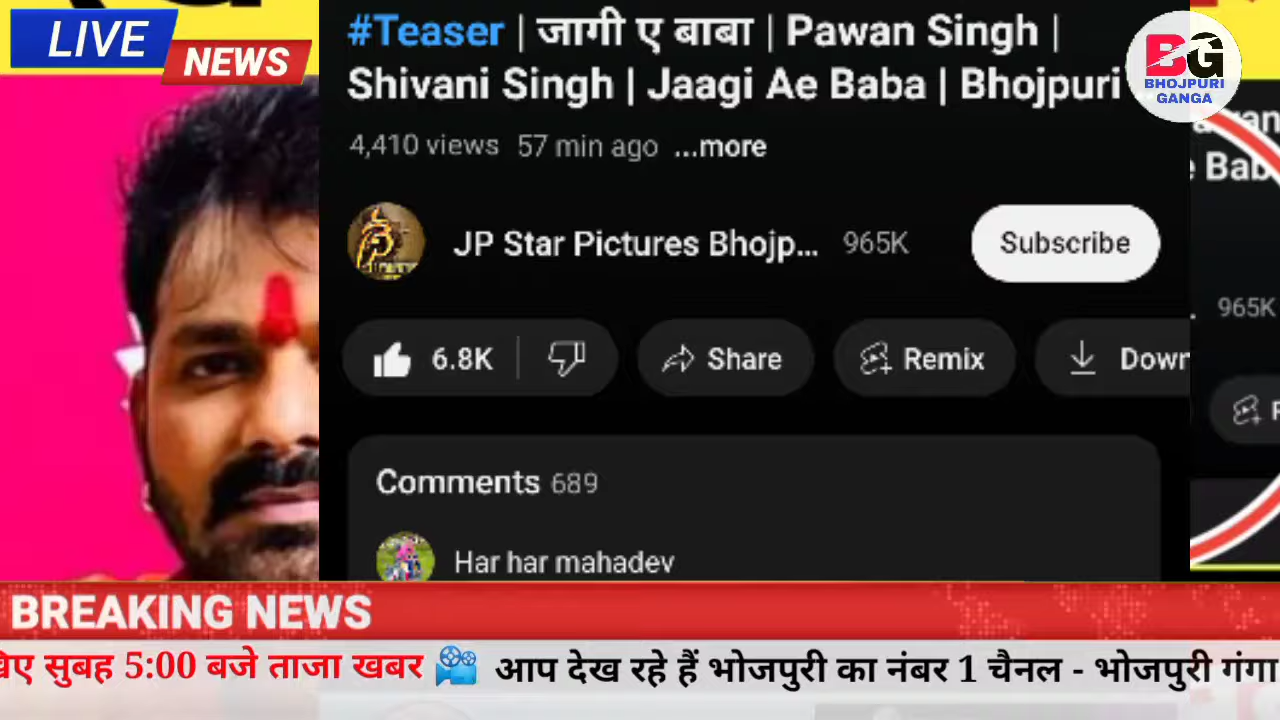 LIVE
NEWS
#Teaser | जागी ए बाबा | Pawan Singh |
Shivani Singh | Jaagi Ae Baba | Bhojpuri
4,410 views 57 min ago ...more
JP Star Pictures Bhojp... 965K
Subscribe
6.8K
Share
Remix
Down
Comments 689
Har har mahadev
BG
BHOJPURI
GANGA
Bab
965K
BREAKING NEWS
सुबह 5:00 बजे ताजा खबर 🎥 आप देख रहे हैं भोजपुरी का नंबर 1 चैनल - भोजपुरी गंगा